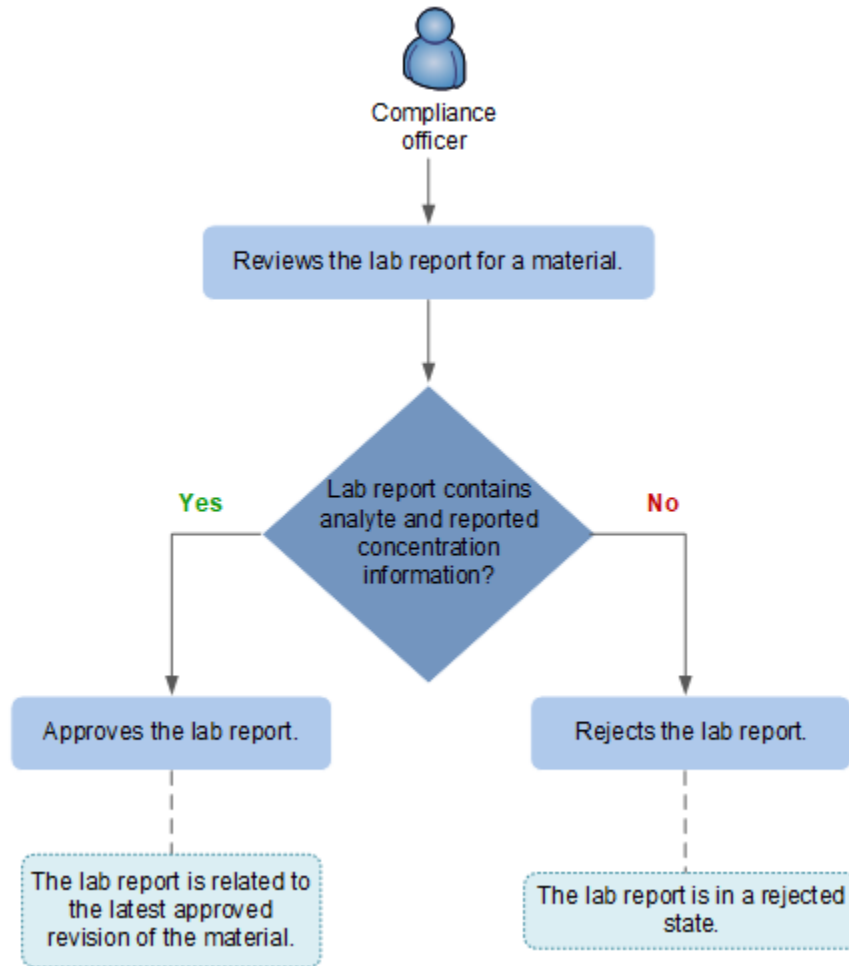 Compliance
officer
Reviews the lab report for a material.
Lab report contains
analyte and reported
concentration
information?
Yes
No
Approves the lab report.
Rejects the lab report.
The lab report is related to
the latest approved
revision of the material.
The lab report is in a rejected
state.